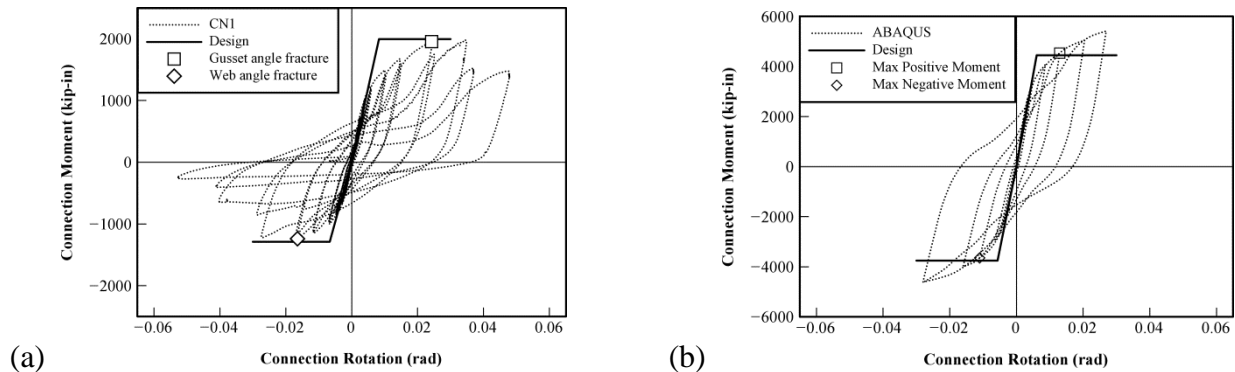 CN1
Design
Gusset angle fracture
Web angle fracture
2000
1000
0
−1000
−2000
Connection Moment (kip-in)
−0.06 −0.04 −0.02 0 0.02 0.04 0.06
Connection Rotation (rad)
(a)
ABAQUS
Design
Max Positive Moment
Max Negative Moment
6000
4000
2000
0
−2000
−4000
−6000
Connection Moment (kip-in)
−0.06 −0.04 −0.02 0 0.02 0.04 0.06
Connection Rotation (rad)
(b)